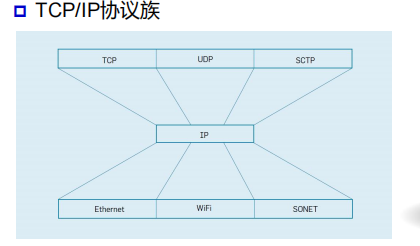 TCP/IP协议族
TCP UDP SCTP
IP
Ethernet WiFi SONET